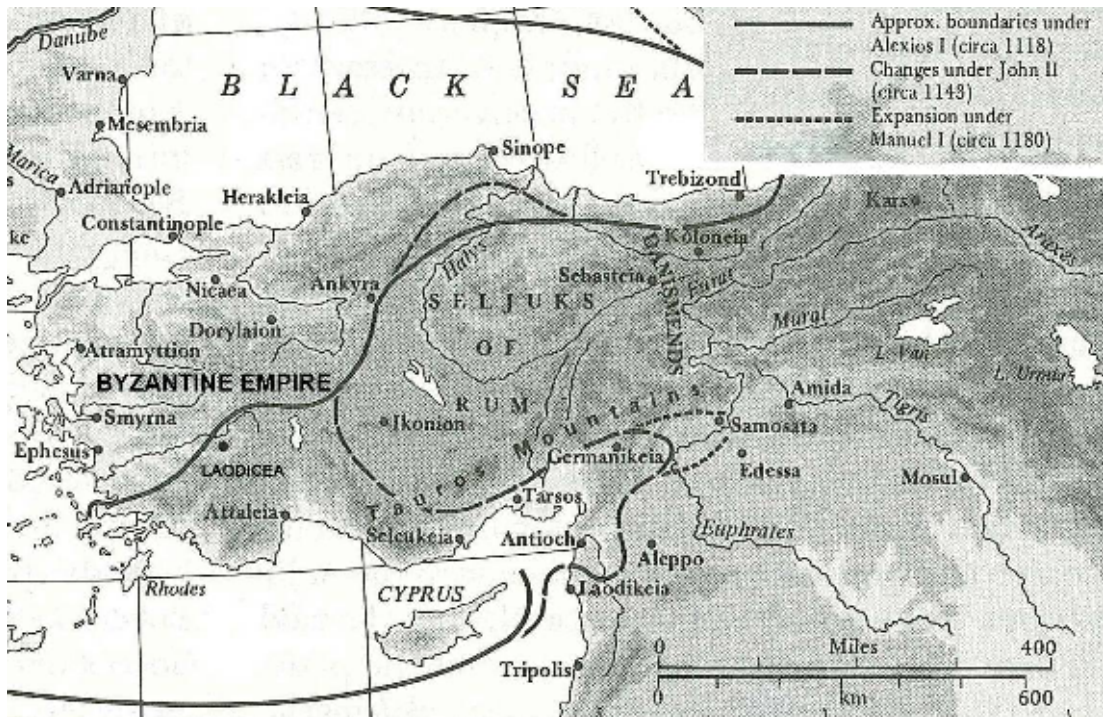 Approx. boundaries under
Alexios I (circa 1118)
Changes under John II
(circa 1143)
Expansion under
Manuel I (circa 1180)
Danube
Varna
BLACK SEA
Mesembria
Sinope
Marica
Adrianople
Herakleia
Trebizond
Kars
Constantinople
Koloneia
Araxes
ke
Halys
Sebasteia
DANISMENDS
Furat
Nicaea
Ankyra
SELJUKS
Dorylaion
Murat
OF
L. Van
Atramyttion
L. Urmia
BYZANTINE EMPIRE
RUM
Amida
Tigris
Smyrna
Ikonion
Tauros Mountains
Samosata
Ephesus
LAODICEA
Germanikeia
Edessa
Mosul
Tarsos
Attaleia
Selcukeia
Antioch
Aleppo
Euphrates
Rhodes
CYPRUS
Laodikeia
Tripolis
0 Miles 400
0 km 600